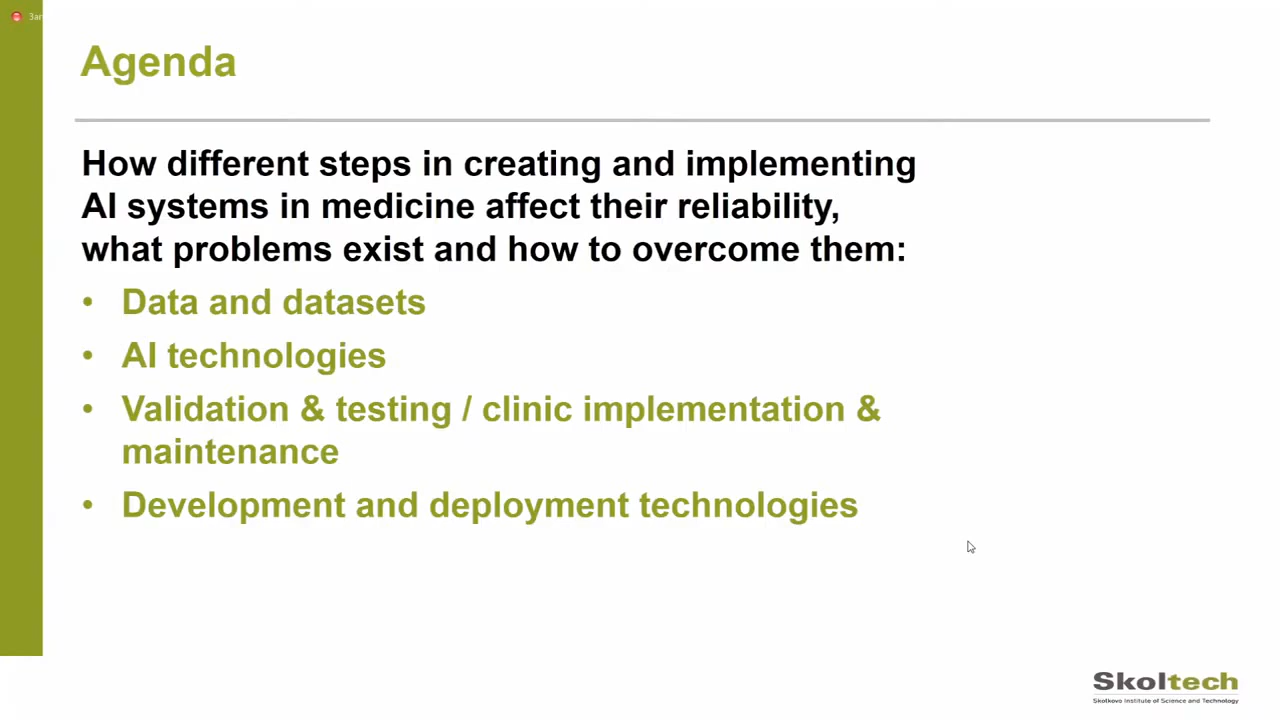 Заг
Agenda
How different steps in creating and implementing
AI systems in medicine affect their reliability,
what problems exist and how to overcome them:
• Data and datasets
• AI technologies
• Validation & testing / clinic implementation &
maintenance
• Development and deployment technologies
Skoltech
Skolkovo Institute of Science and Technology